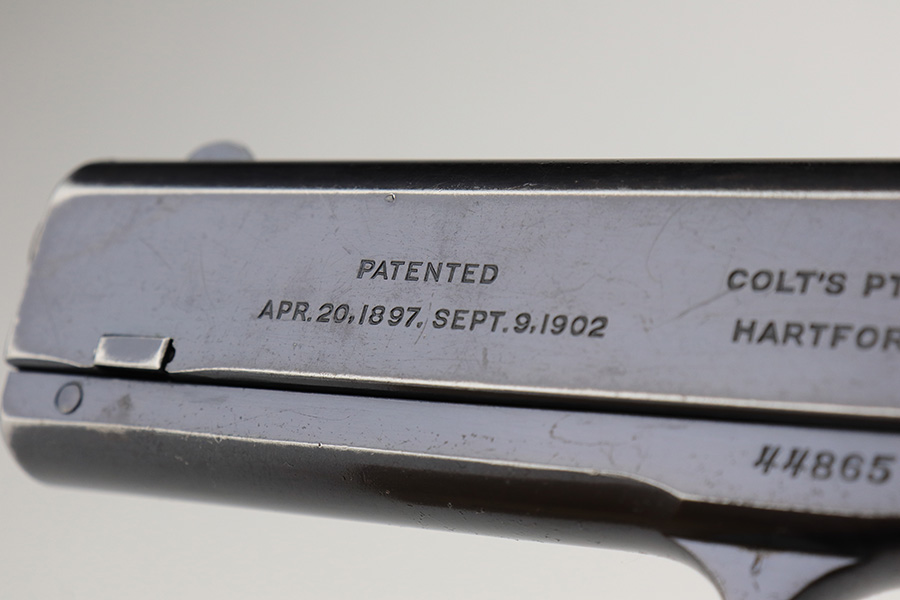 PATENTED
APR. 20, 1897. SEPT. 9, 1902
COLT'S PT
HARTFOR
44865